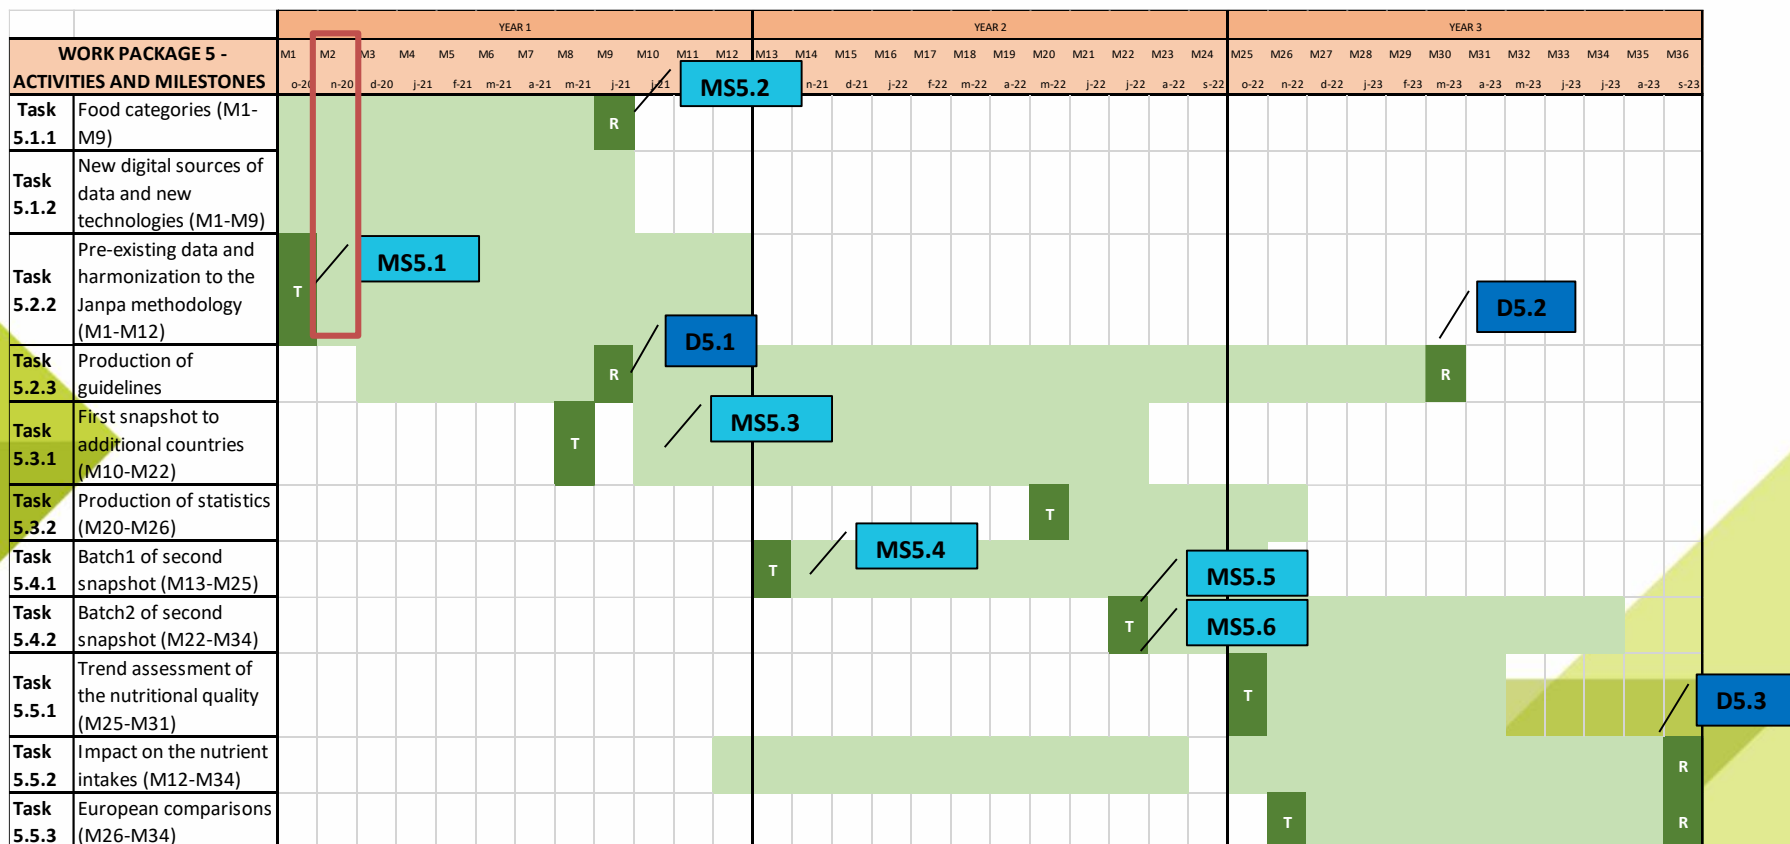 YEAR 1 YEAR 2 YEAR 3
WORK PACKAGE 5 -
ACTIVITIES AND MILESTONES
M1 M2 M3 M4 M5 M6 M7 M8 M9 M10 M11 M12 M13 M14 M15 M16 M17 M18 M19 M20 M21 M22 M23 M24 M25 M26 M27 M28 M29 M30 M31 M32 M33 M34 M35 M36
o-20 n-20 d-20 j-21 f-21 m-21 a-21 m-21 j-21 j-21 n-21 d-21 j-22 f-22 m-22 a-22 m-22 j-22 j-22 a-22 s-22 o-22 n-22 d-22 j-23 f-23 m-23 a-23 m-23 j-23 j-23 a-23 s-23
MS5.2
Task
5.1.1
Food categories (M1-
M9)
R
Task
5.1.2
New digital sources of
data and new
technologies (M1-M9)
Task
5.2.2
Pre-existing data and
harmonization to the
Janpa methodology
(M1-M12)
T
MS5.1
D5.2
D5.1
Task
5.2.3
Production of
guidelines
R
R
Task
5.3.1
First snapshot to
additional countries
(M10-M22)
T
MS5.3
Task
5.3.2
Production of statistics
(M20-M26)
T
Task
5.4.1
Batch1 of second
snapshot (M13-M25)
T
MS5.4
MS5.5
Task
5.4.2
Batch2 of second
snapshot (M22-M34)
T
MS5.6
Task
5.5.1
Trend assessment of
the nutritional quality
(M25-M31)
T
D5.3
Task
5.5.2
Impact on the nutrient
intakes (M12-M34)
R
Task
5.5.3
European comparisons
(M26-M34)
T
R